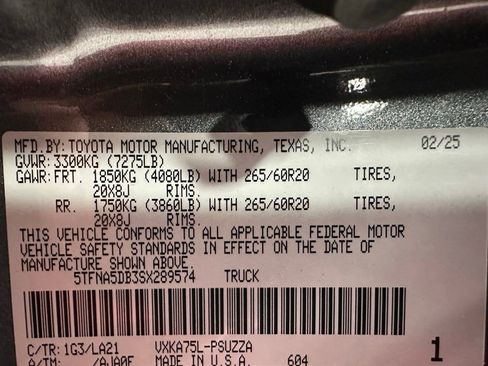 MFD.BY:TOYOTA MOTOR MANUFACTURING, TEXAS, INC. 02/25
GVWR:3300KG (7275LB)
GAWR:FRT. 1850KG (4080LB) WITH 265/60R20 TIRES,
20X8J RIMS.
RR. 1750KG (3860LB) WITH 265/60R20 TIRES,
20X8J RIMS.
THIS VEHICLE CONFORMS TO ALL APPLICABLE FEDERAL MOTOR
VEHICLE SAFETY STANDARDS IN EFFECT ON THE DATE OF
MANUFACTURE SHOWN ABOVE.
5TFNA5DB3SX289574 TRUCK
C/TR:1G3/LA21 VXKA75L-PSUZZA 1
A/TM: /AJA0F MADE IN U.S.A. 604